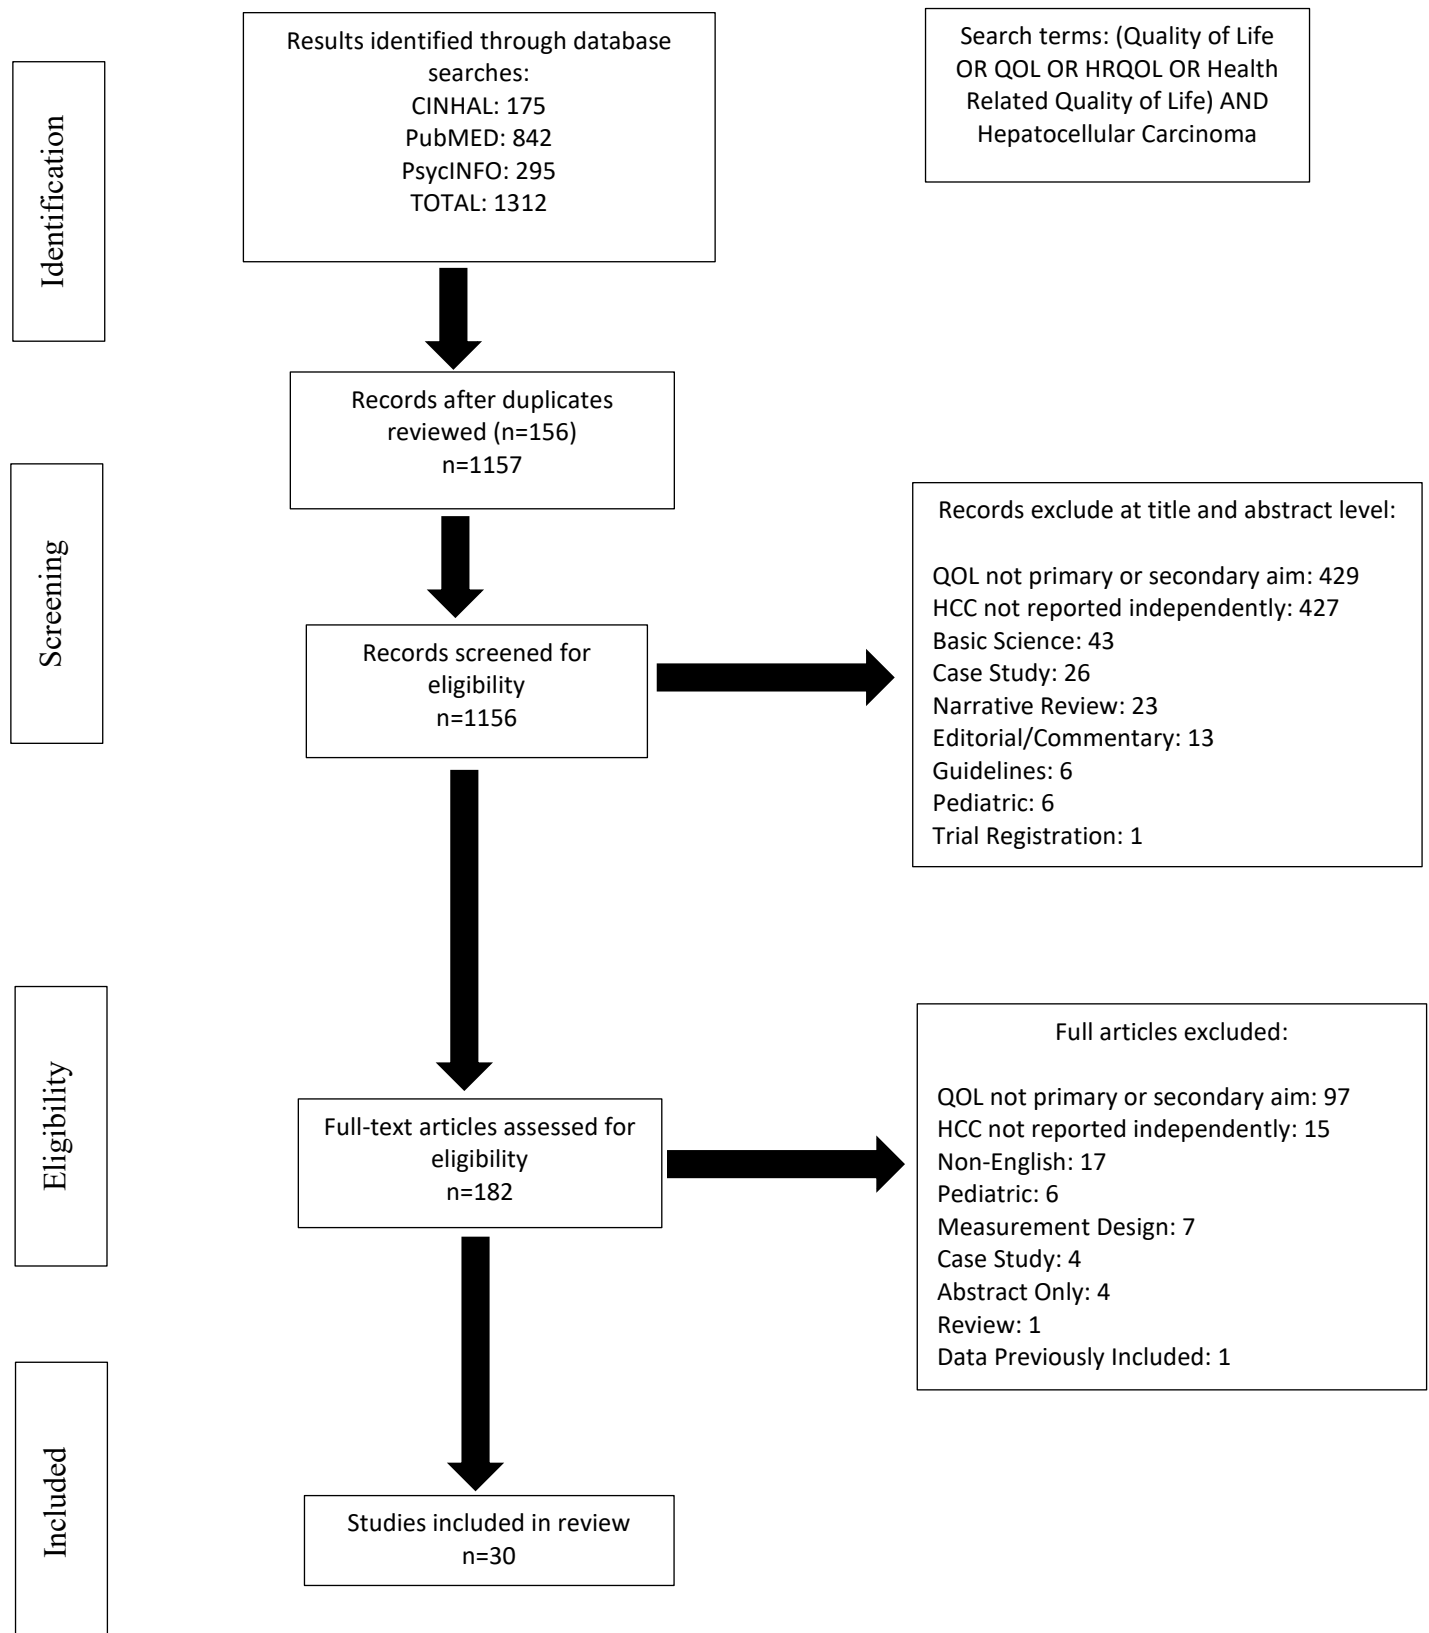 Results identified through database
searches:
CINHAL: 175
PubMED: 842
PsycINFO: 295
TOTAL: 1312
Search terms: (Quality of Life
OR QOL OR HRQOL OR Health
Related Quality of Life) AND
Hepatocellular Carcinoma
Identification
Records after duplicates
reviewed (n=156)
n=1157
Screening
Records screened for
eligibility
n=1156
Records exclude at title and abstract level:
QOL not primary or secondary aim: 429
HCC not reported independently: 427
Basic Science: 43
Case Study: 26
Narrative Review: 23
Editorial/Commentary: 13
Guidelines: 6
Pediatric: 6
Trial Registration: 1
Eligibility
Full-text articles assessed for
eligibility
n=182
Full articles excluded:
QOL not primary or secondary aim: 97
HCC not reported independently: 15
Non-English: 17
Pediatric: 6
Measurement Design: 7
Case Study: 4
Abstract Only: 4
Review: 1
Data Previously Included: 1
Included
Studies included in review
n=30